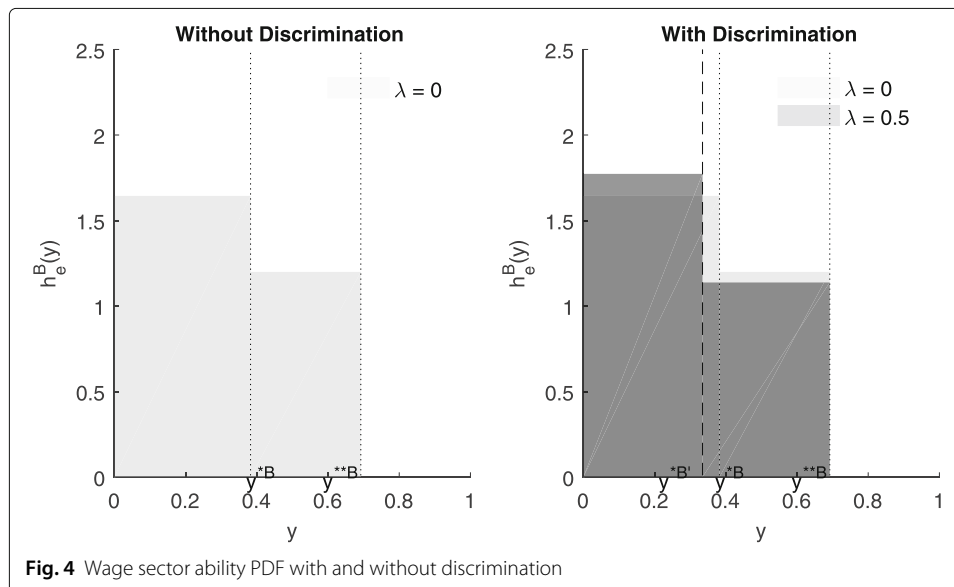 Without Discrimination
2.5
2
1.5
1
0.5
0
h_e^B(y)
λ = 0
y^{*B}
y^{**B}
0 0.2 0.4 0.6 0.8 1
y
With Discrimination
2.5
2
1.5
1
0.5
0
h_e^B(y)
λ = 0
λ = 0.5
y^{*B'}
y^{*B}
y^{**B}
0 0.2 0.4 0.6 0.8 1
y
Fig. 4 Wage sector ability PDF with and without discrimination